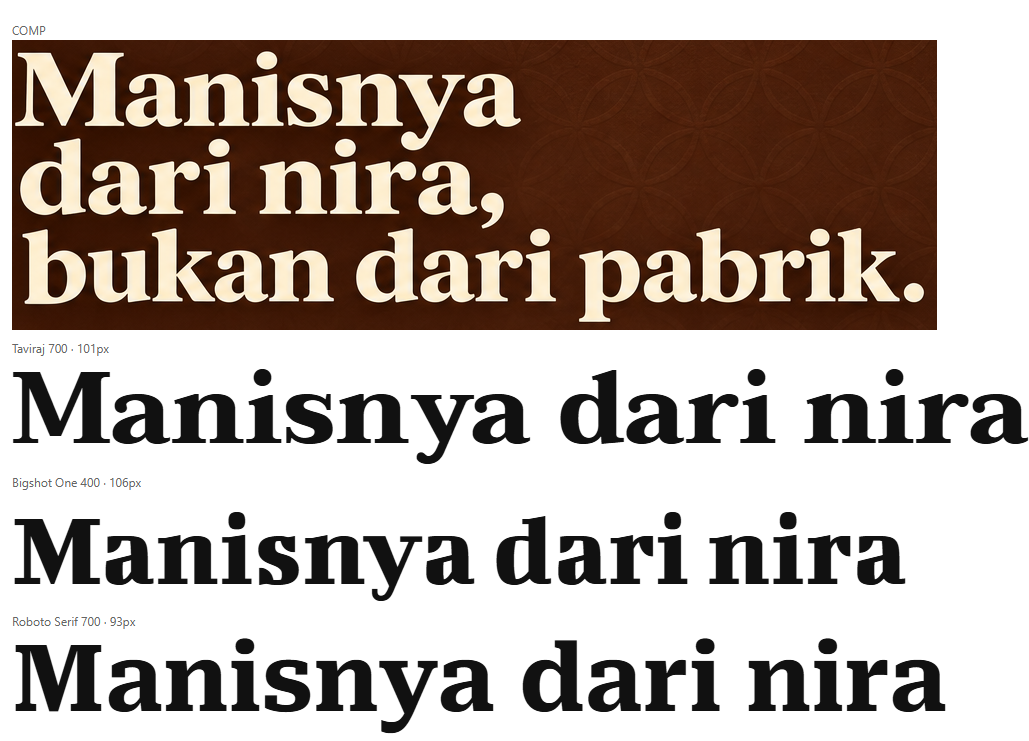 COMP
Manisnya
dari nira,
bukan dari pabrik.
Taviraj 700 · 101px
Manisnya dari nira
Bigshot One 400 · 106px
Manisnya dari nira
Roboto Serif 700 · 93px
Manisnya dari nira